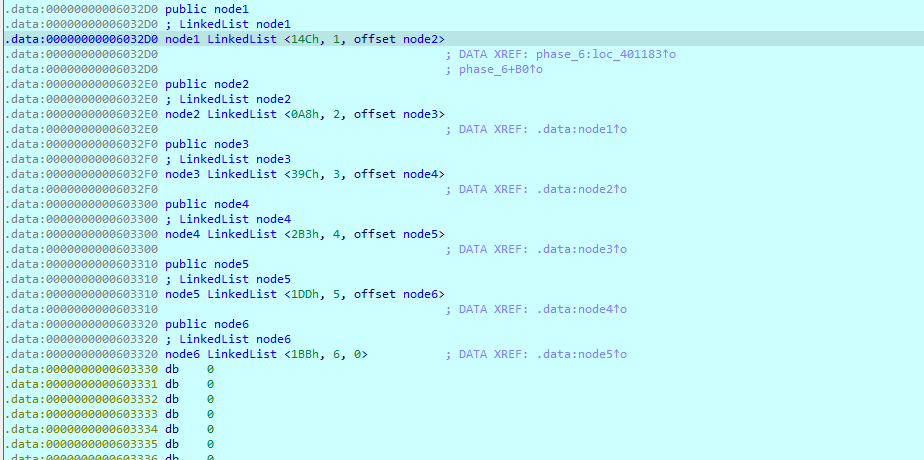 .data:00000000006032D0 public node1
.data:00000000006032D0 ; LinkedList node1
.data:00000000006032D0 node1 LinkedList <14Ch, 1, offset node2>
.data:00000000006032D0 ; DATA XREF: phase_6:loc_401183↑o
.data:00000000006032D0 ; phase_6+B0↑o
.data:00000000006032E0 public node2
.data:00000000006032E0 ; LinkedList node2
.data:00000000006032E0 node2 LinkedList <0A8h, 2, offset node3>
.data:00000000006032E0 ; DATA XREF: .data:node1↑o
.data:00000000006032F0 public node3
.data:00000000006032F0 ; LinkedList node3
.data:00000000006032F0 node3 LinkedList <39Ch, 3, offset node4>
.data:00000000006032F0 ; DATA XREF: .data:node2↑o
.data:0000000000603300 public node4
.data:0000000000603300 ; LinkedList node4
.data:0000000000603300 node4 LinkedList <2B3h, 4, offset node5>
.data:0000000000603300 ; DATA XREF: .data:node3↑o
.data:0000000000603310 public node5
.data:0000000000603310 ; LinkedList node5
.data:0000000000603310 node5 LinkedList <1DDh, 5, offset node6>
.data:0000000000603310 ; DATA XREF: .data:node4↑o
.data:0000000000603320 public node6
.data:0000000000603320 ; LinkedList node6
.data:0000000000603320 node6 LinkedList <1BBh, 6, 0> ; DATA XREF: .data:node5↑o
.data:0000000000603330 db 0
.data:0000000000603331 db 0
.data:0000000000603332 db 0
.data:0000000000603333 db 0
.data:0000000000603334 db 0
.data:0000000000603335 db 0
.data:0000000000603336 db 0